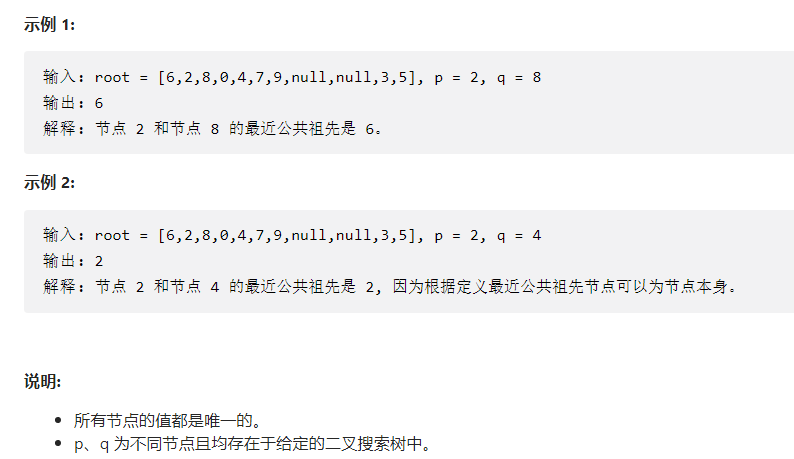 示例 1:
输入: root = [6,2,8,0,4,7,9,null,null,3,5], p = 2, q = 8
输出: 6
解释: 节点 2 和节点 8 的最近公共祖先是 6。
示例 2:
输入: root = [6,2,8,0,4,7,9,null,null,3,5], p = 2, q = 4
输出: 2
解释: 节点 2 和节点 4 的最近公共祖先是 2, 因为根据定义最近公共祖先节点可以为节点本身。
说明:
• 所有节点的值都是唯一的。
• p、q 为不同节点且均存在于给定的二叉搜索树中。